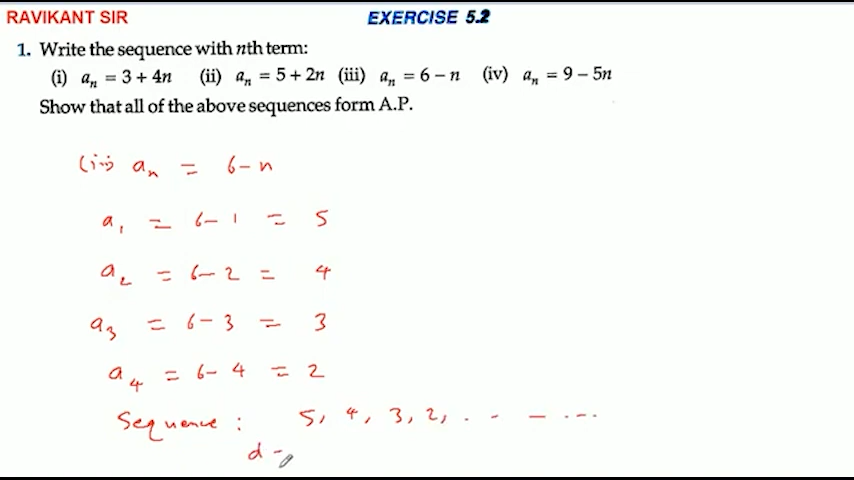 RAVIKANT SIR
EXERCISE 5.2
1. Write the sequence with nth term:
(i) aₙ = 3 + 4n (ii) aₙ = 5 + 2n (iii) aₙ = 6 – n (iv) aₙ = 9 – 5n
Show that all of the above sequences form A.P.
(iii) aₙ = 6 – n
a₁ = 6 – 1 = 5
a₂ = 6 – 2 = 4
a₃ = 6 – 3 = 3
a₄ = 6 – 4 = 2
Sequence : 5, 4, 3, 2, . . – ...
d -